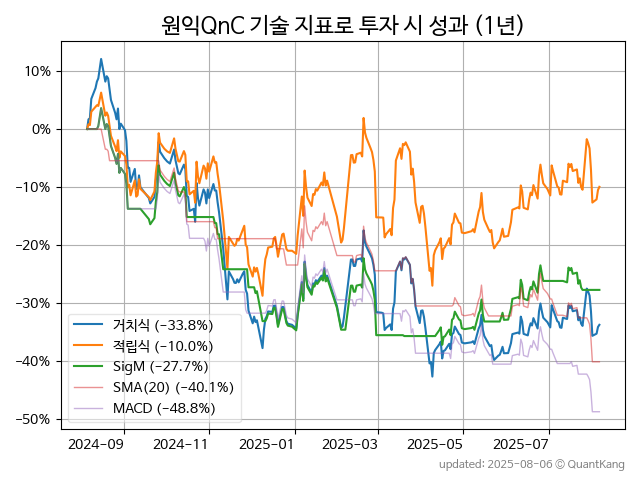 원익QnC 기술 지표로 투자 시 성과 (1년)
10%
0%
−10%
−20%
−30%
−40%
−50%
거치식 (−33.8%)
적립식 (−10.0%)
SigM (−27.7%)
SMA(20) (−40.1%)
MACD (−48.8%)
2024-09 2024-11 2025-01 2025-03 2025-05 2025-07
updated: 2025-08-06 © QuantKang